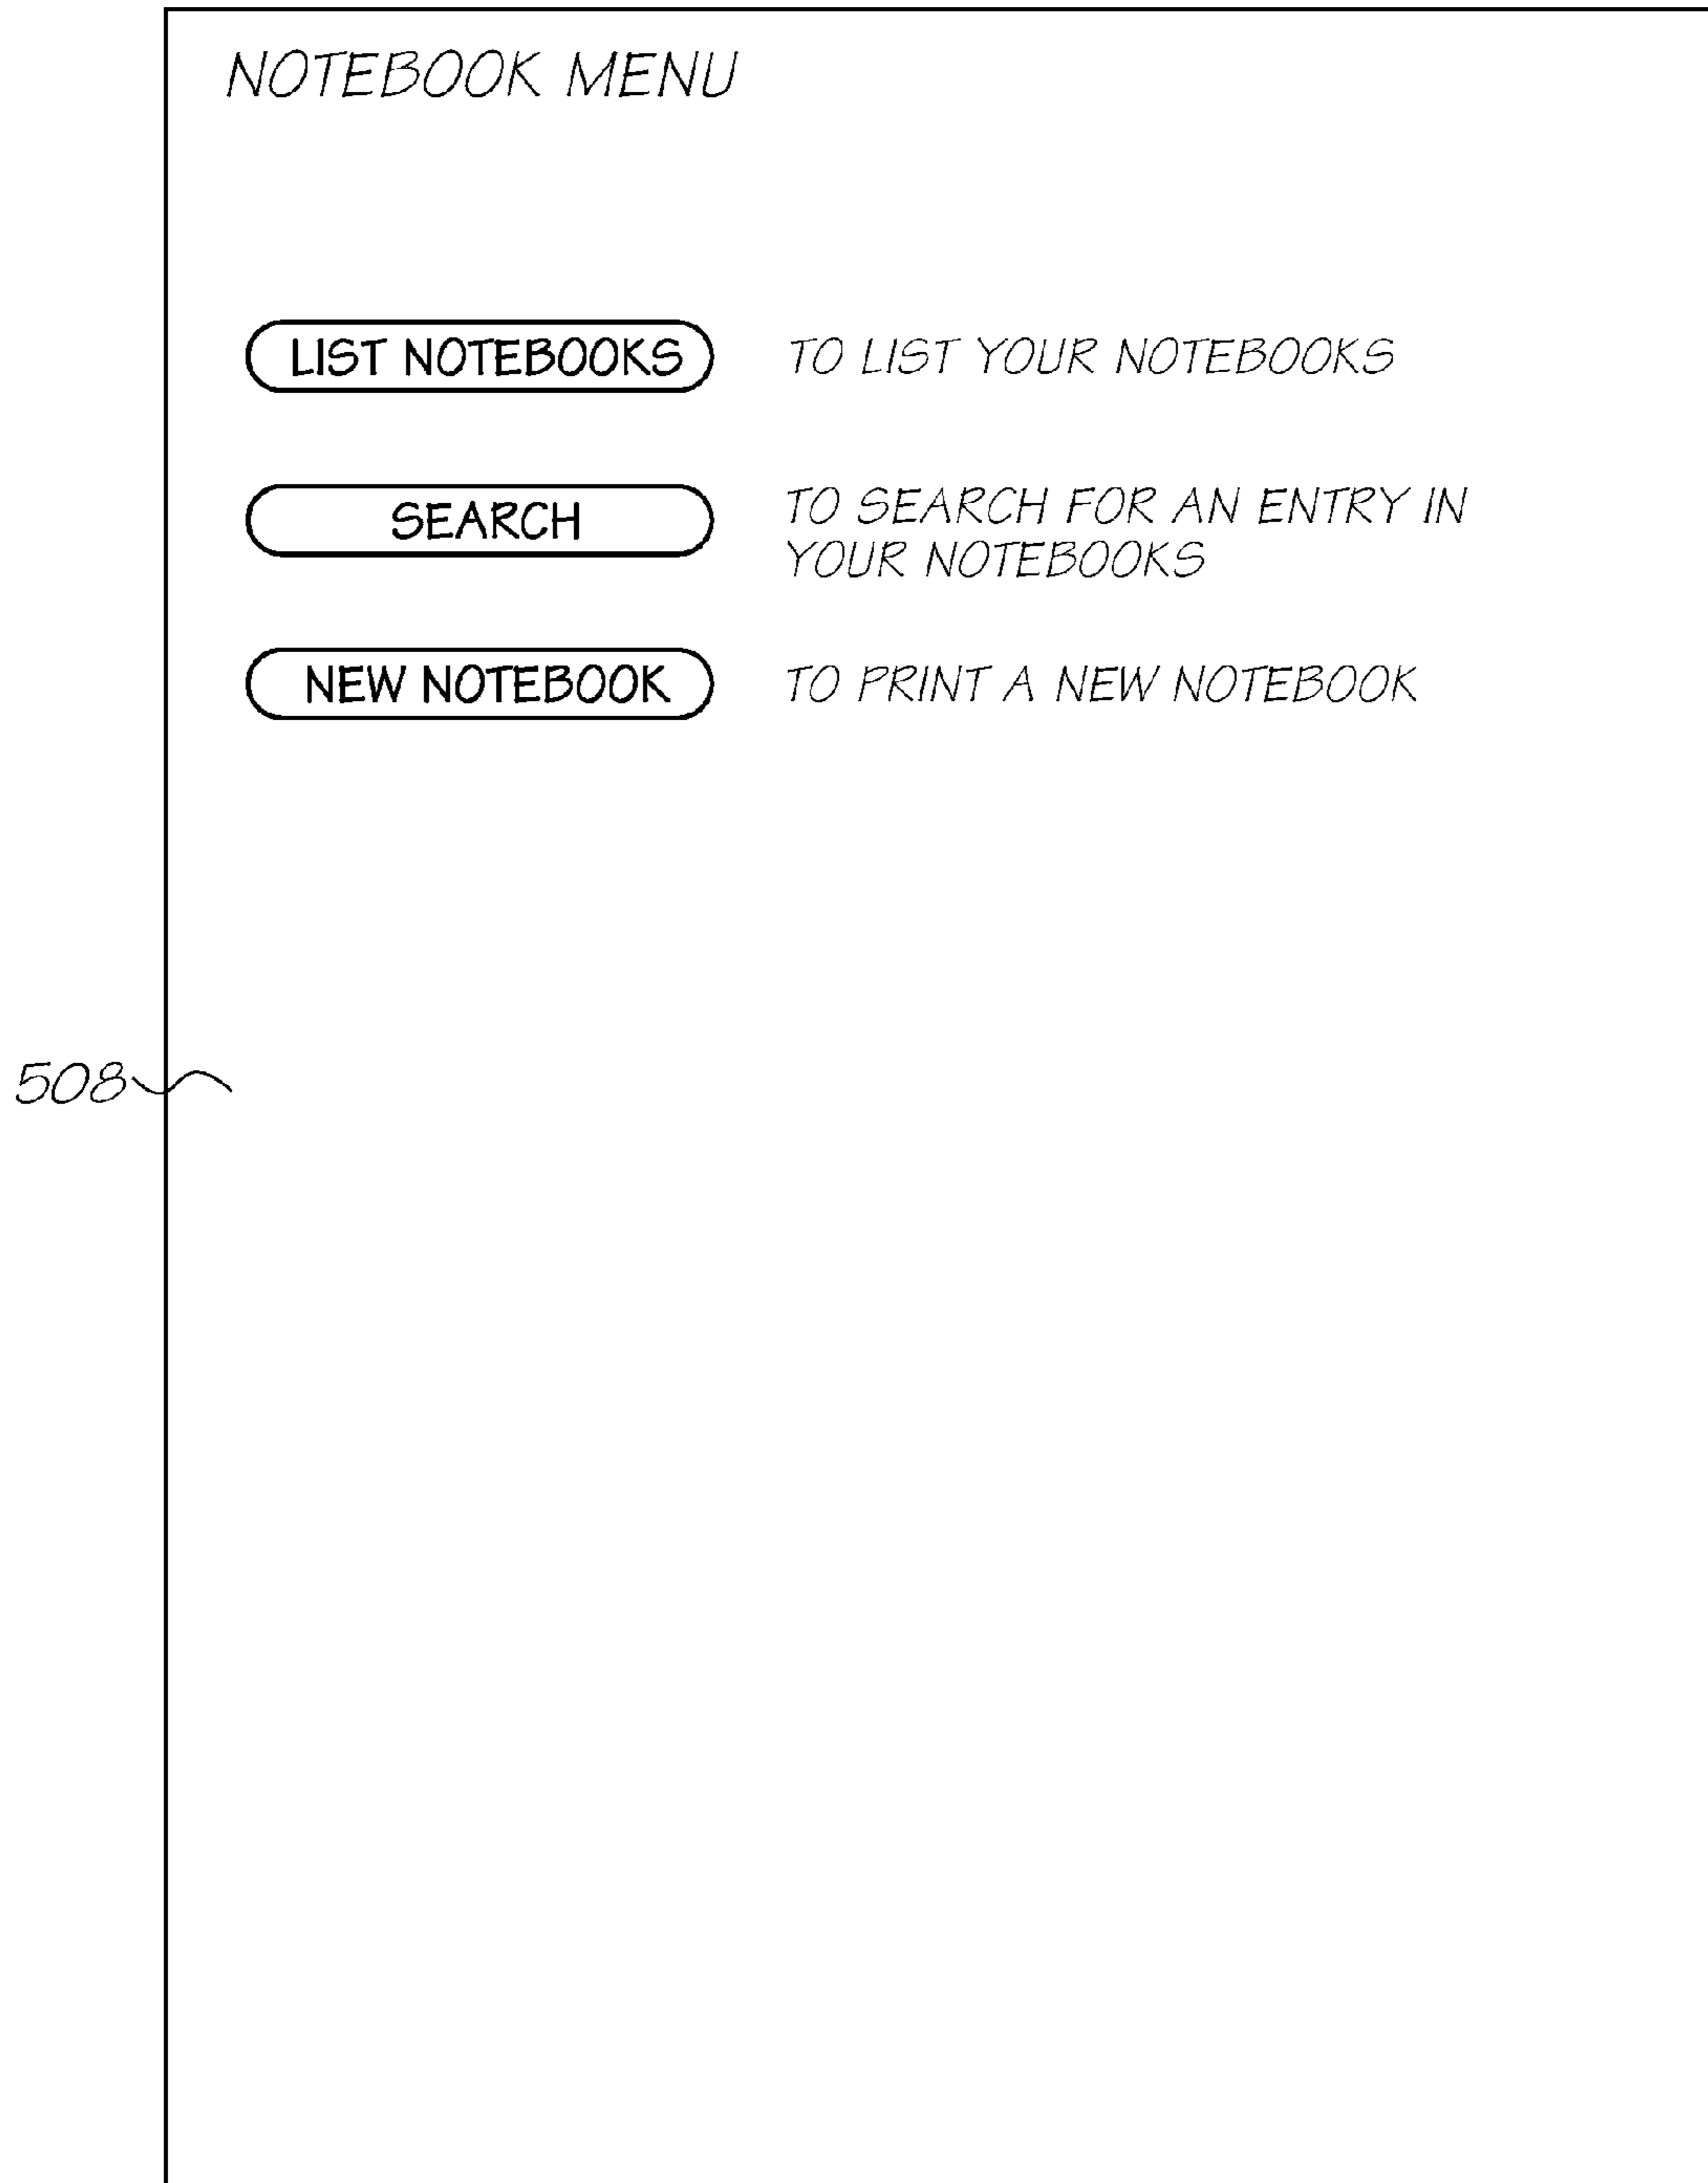 NOTEBOOK MENU
LIST NOTEBOOKS TO LIST YOUR NOTEBOOKS
SEARCH TO SEARCH FOR AN ENTRY IN
YOUR NOTEBOOKS
NEW NOTEBOOK TO PRINT A NEW NOTEBOOK
508